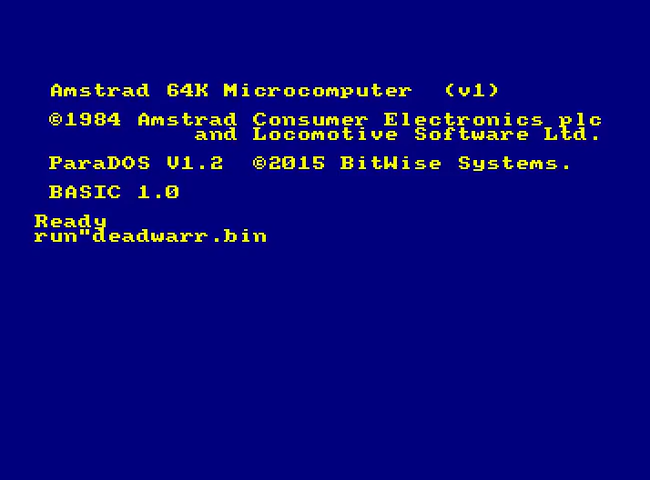 Amstrad 64K Microcomputer  (v1)
©1984 Amstrad Consumer Electronics plc
and Locomotive Software Ltd.
ParaDOS V1.2  ©2015 BitWise Systems.
BASIC 1.0
Ready
run"deadwarr.bin